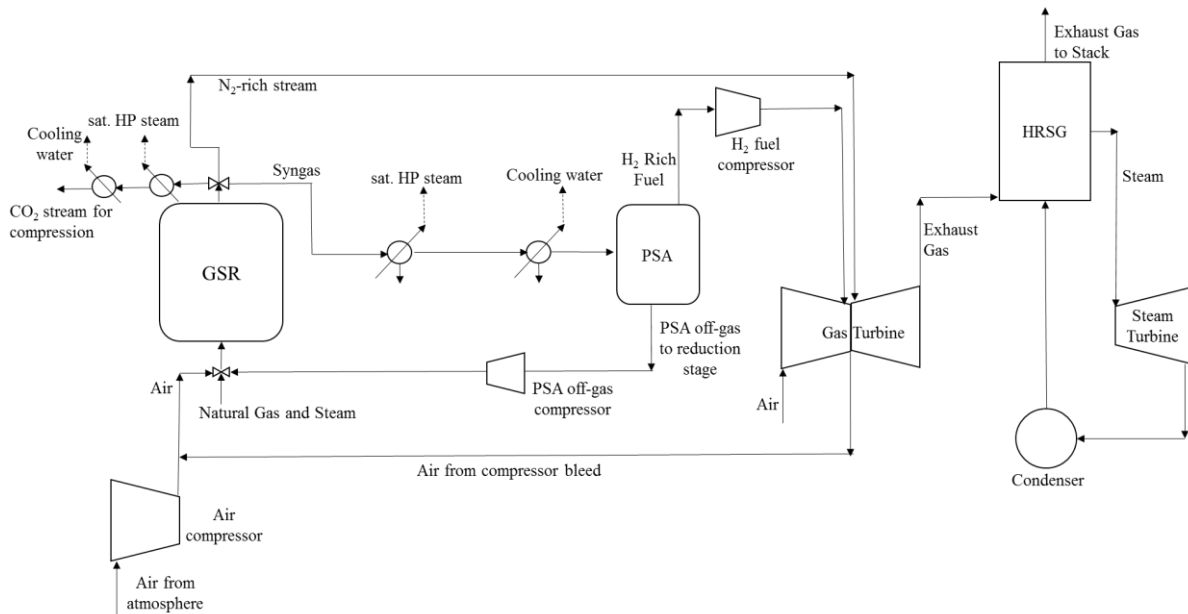 Exhaust Gas
to Stack
N₂-rich stream
Cooling
water
sat. HP steam
HRSG
H₂ fuel
compressor
Syngas
sat. HP steam
Cooling water
H₂ Rich
Fuel
Steam
CO₂ stream for
compression
GSR
PSA
Exhaust
Gas
Gas Turbine
Steam
Turbine
PSA off-gas
to reduction
stage
Air
Natural Gas and Steam
PSA off-gas
compressor
Air
Air from compressor bleed
Condenser
Air
compressor
Air from
atmosphere